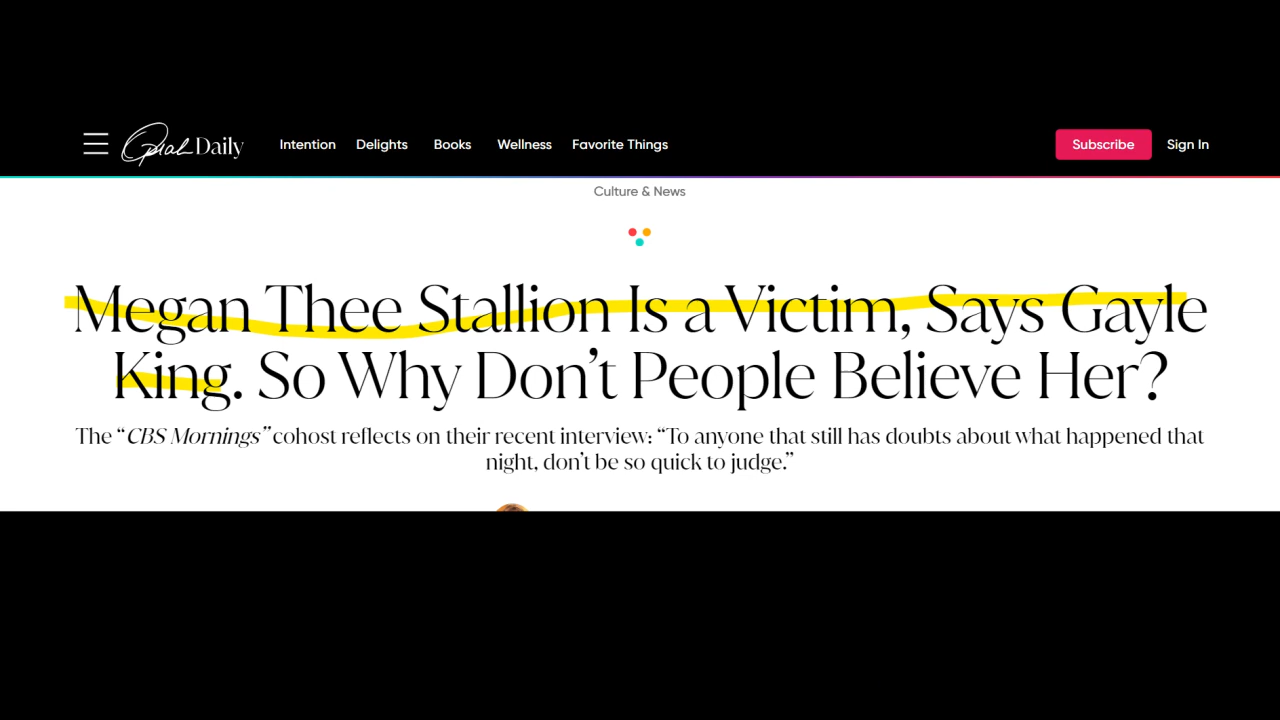 Oprah Daily Intention Delights Books Wellness Favorite Things Subscribe Sign In
Culture & News
Megan Thee Stallion Is a Victim, Says Gayle
King. So Why Don’t People Believe Her?
The “CBS Mornings” cohost reflects on their recent interview: “To anyone that still has doubts about what happened that
night, don’t be so quick to judge.”